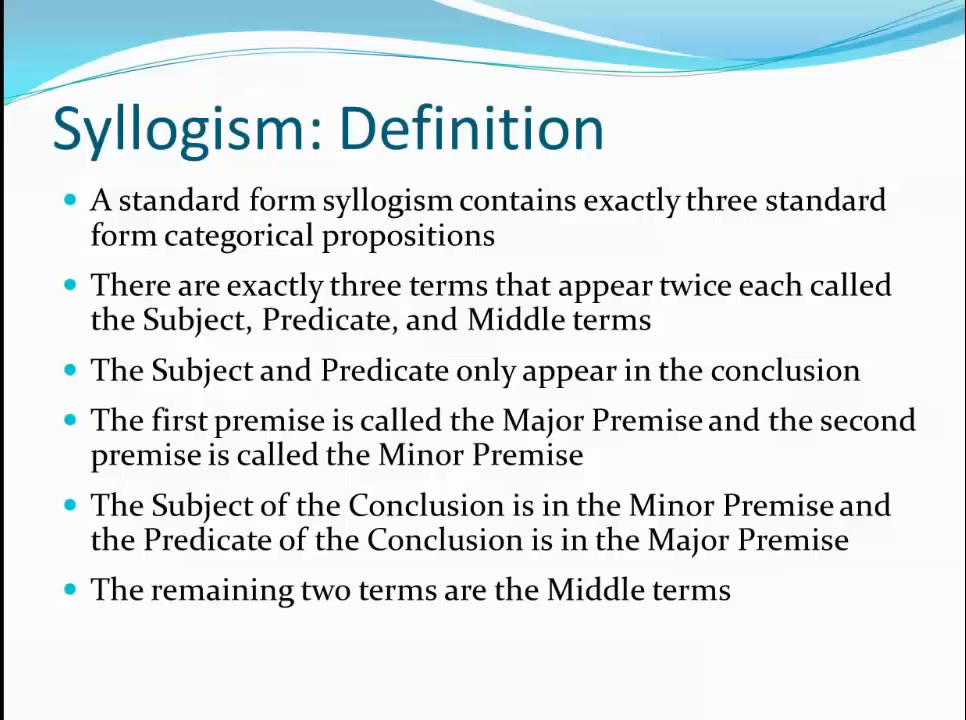 Syllogism: Definition
• A standard form syllogism contains exactly three standard
form categorical propositions
• There are exactly three terms that appear twice each called
the Subject, Predicate, and Middle terms
• The Subject and Predicate only appear in the conclusion
• The first premise is called the Major Premise and the second
premise is called the Minor Premise
• The Subject of the Conclusion is in the Minor Premise and
the Predicate of the Conclusion is in the Major Premise
• The remaining two terms are the Middle terms